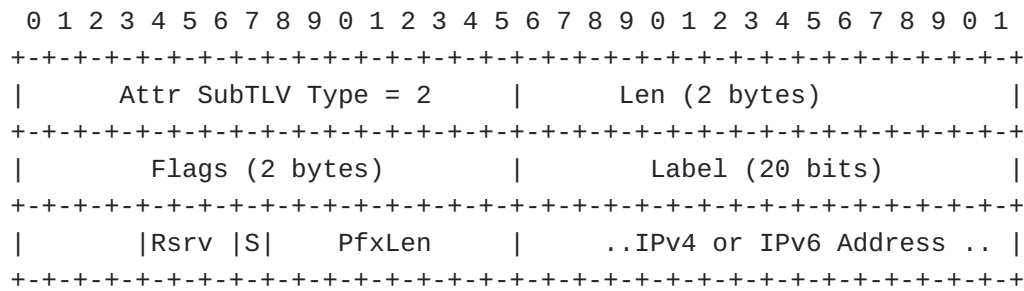 0 1 2 3 4 5 6 7 8 9 0 1 2 3 4 5 6 7 8 9 0 1 2 3 4 5 6 7 8 9 0 1
+-+-+-+-+-+-+-+-+-+-+-+-+-+-+-+-+-+-+-+-+-+-+-+-+-+-+-+-+-+-+-+-+
|      Attr SubTLV Type = 2     |      Len (2 bytes)            |
+-+-+-+-+-+-+-+-+-+-+-+-+-+-+-+-+-+-+-+-+-+-+-+-+-+-+-+-+-+-+-+-+
|        Flags (2 bytes)        |        Label (20 bits)        |
+-+-+-+-+-+-+-+-+-+-+-+-+-+-+-+-+-+-+-+-+-+-+-+-+-+-+-+-+-+-+-+-+
|       |Rsrv |S|    PfxLen     |     ..IPv4 or IPv6 Address .. |
+-+-+-+-+-+-+-+-+-+-+-+-+-+-+-+-+-+-+-+-+-+-+-+-+-+-+-+-+-+-+-+-+